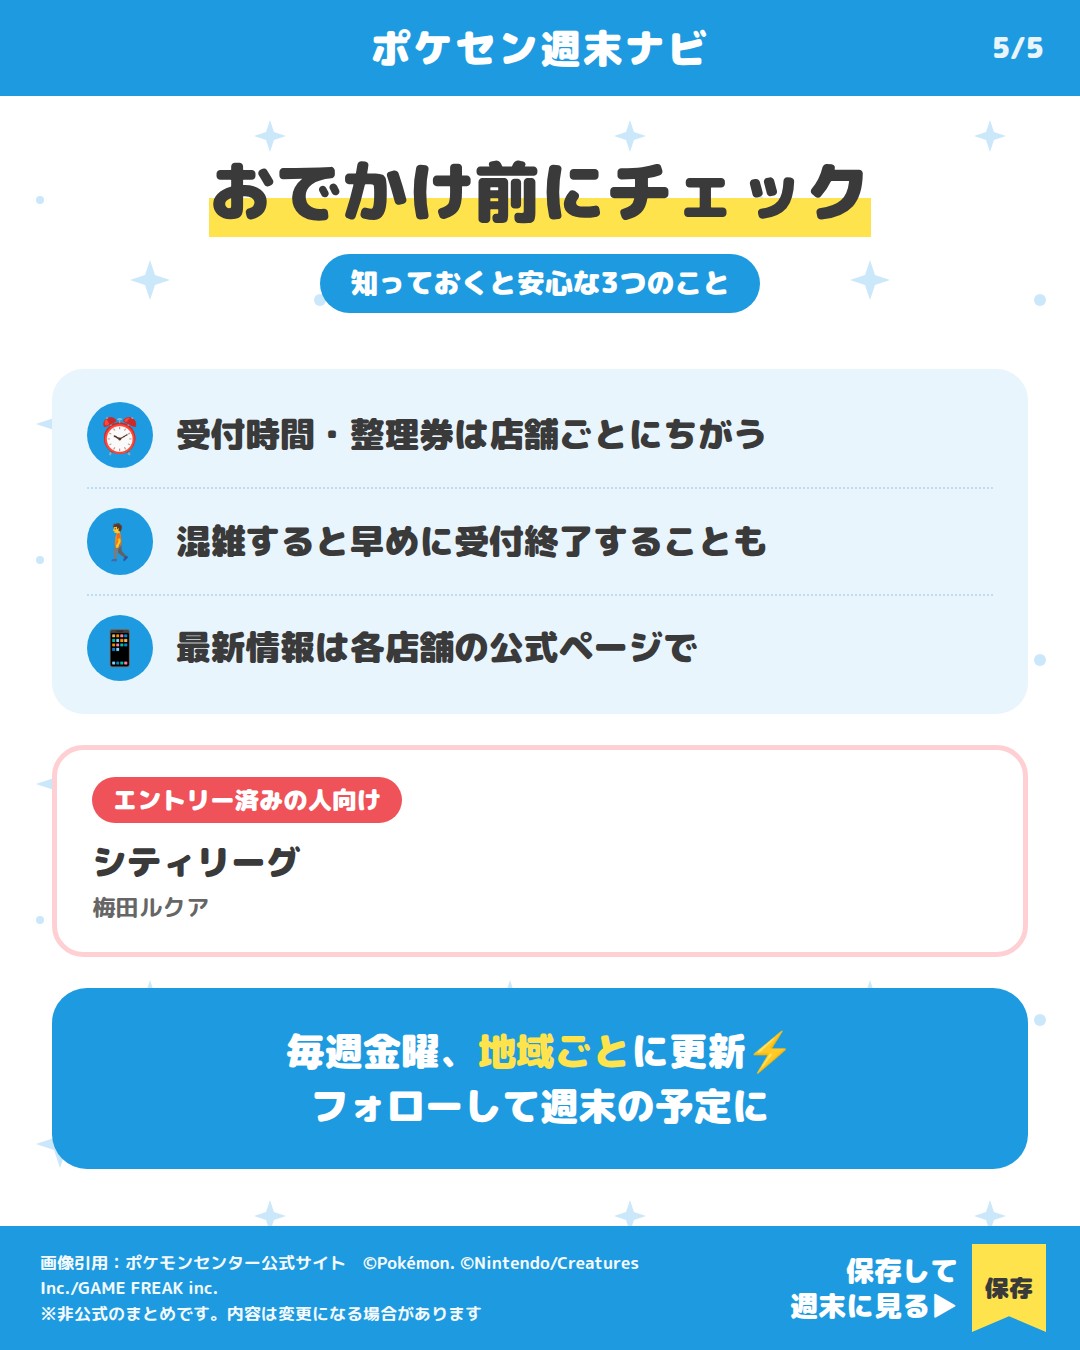 ポケセン週末ナビ
5/5
おでかけ前にチェック
知っておくと安心な3つのこと
受付時間・整理券は店舗ごとにちがう
混雑すると早めに受付終了することも
最新情報は各店舗の公式ページで
エントリー済みの人向け
シティリーグ
梅田ルクア
毎週金曜、地域ごとに更新⚡
フォローして週末の予定に
画像引用：ポケモンセンター公式サイト　©Pokémon. ©Nintendo/Creatures
Inc./GAME FREAK inc.
※非公式のまとめです。内容は変更になる場合があります
保存して
週末に見る▶
保存